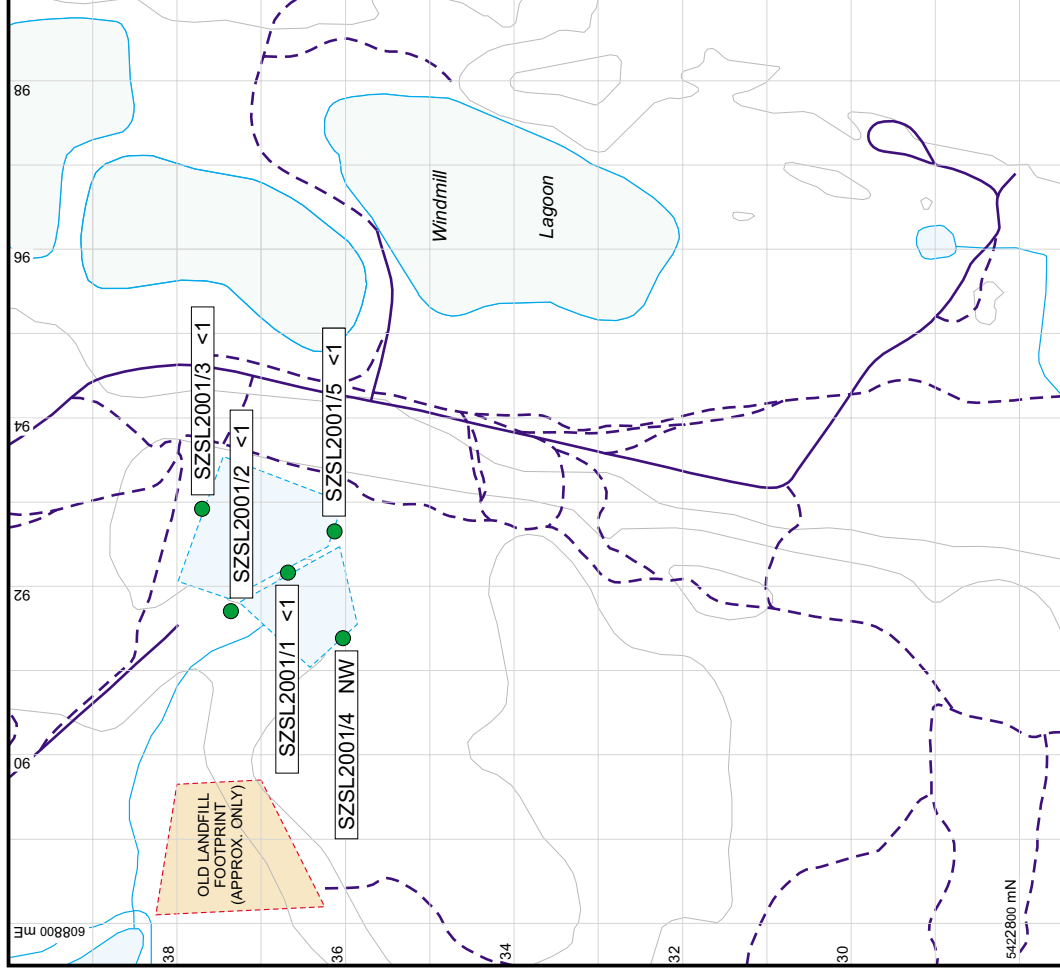 98
Windmill
Lagoon
96
SZSL2001/3 <1
SZSL2001/5 <1
94
SZSL2001/2 <1
92
SZSL2001/1 <1
SZSL2001/4 NW
90
OLD LANDFILL
FOOTPRINT
(APPROX. ONLY)
608800 mE
38
36
34
32
30
5422800 mN